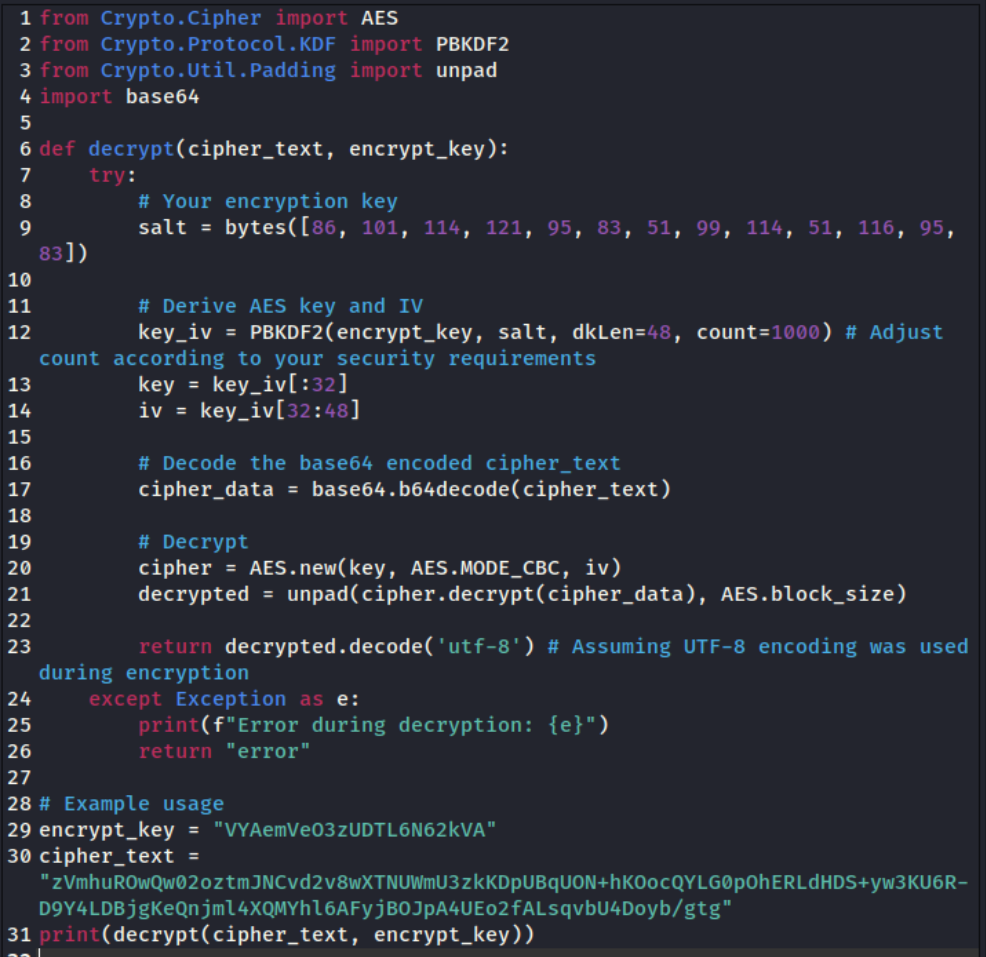 1 from Crypto.Cipher import AES
2 from Crypto.Protocol.KDF import PBKDF2
3 from Crypto.Util.Padding import unpad
4 import base64
5
6 def decrypt(cipher_text, encrypt_key):
7     try:
8         # Your encryption key
9         salt = bytes([86, 101, 114, 121, 95, 83, 51, 99, 114, 51, 116, 95,
83])
10
11         # Derive AES key and IV
12         key_iv = PBKDF2(encrypt_key, salt, dkLen=48, count=1000) # Adjust
count according to your security requirements
13         key = key_iv[:32]
14         iv = key_iv[32:48]
15
16         # Decode the base64 encoded cipher_text
17         cipher_data = base64.b64decode(cipher_text)
18
19         # Decrypt
20         cipher = AES.new(key, AES.MODE_CBC, iv)
21         decrypted = unpad(cipher.decrypt(cipher_data), AES.block_size)
22
23         return decrypted.decode('utf-8') # Assuming UTF-8 encoding was used
during encryption
24     except Exception as e:
25         print(f"Error during decryption: {e}")
26         return "error"
27
28 # Example usage
29 encrypt_key = "VYAemVeO3zUDTL6N62kVA"
30 cipher_text =
"zVmhuROwQw02oztmJNCvd2v8wXTNUWmU3zkKDpUBqUON+hKOocQYLG0pOhERLdHDS+yw3KU6R-
D9Y4LDBjgKeQnjml4XQMYhl6AFyjBOJpA4UEo2fALsqvbU4Doyb/gtg"
31 print(decrypt(cipher_text, encrypt_key))